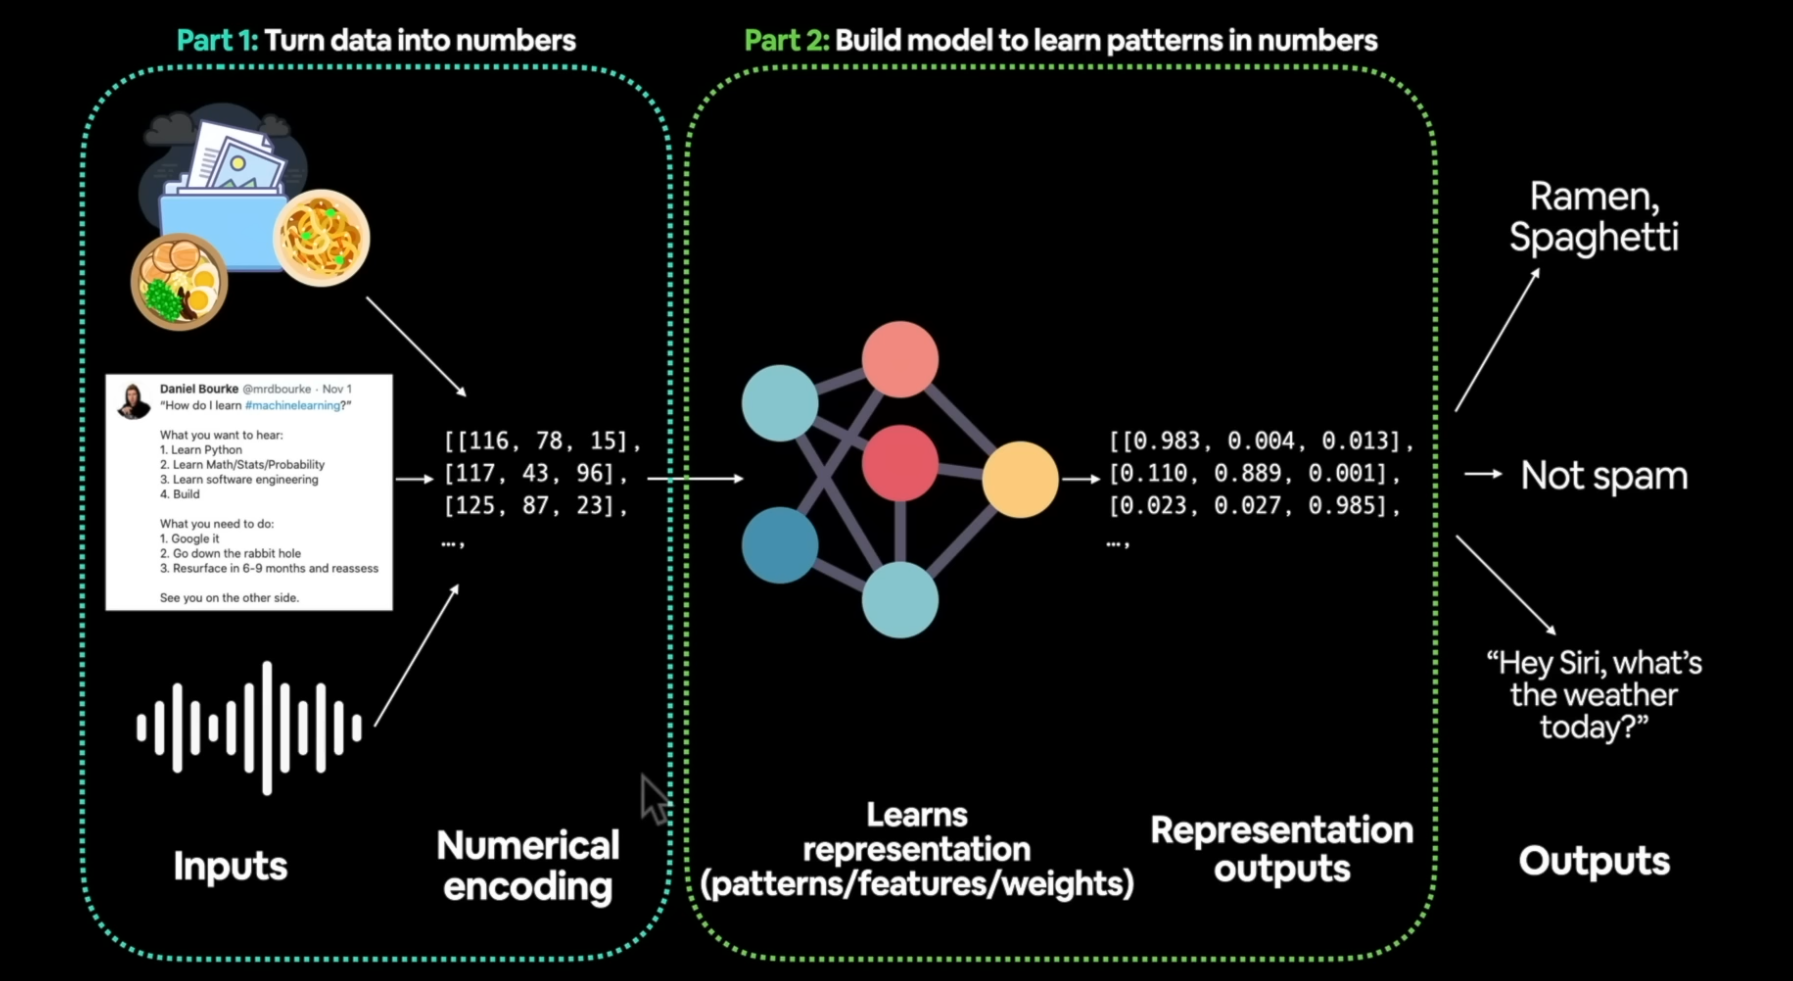 Part 1: Turn data into numbers
Part 2: Build model to learn patterns in numbers
Daniel Bourke @mrdbourke · Nov 1
“How do I learn #machinelearning?”
What you want to hear:
1. Learn Python
2. Learn Math/Stats/Probability
3. Learn software engineering
4. Build
What you need to do:
1. Google it
2. Go down the rabbit hole
3. Resurface in 6-9 months and reassess
See you on the other side.
[[116, 78, 15],
[117, 43, 96],
[125, 87, 23],
…,
[[0.983, 0.004, 0.013],
[0.110, 0.889, 0.001],
[0.023, 0.027, 0.985],
…,
Ramen,
Spaghetti
Not spam
“Hey Siri, what’s
the weather
today?”
Inputs
Numerical
encoding
Learns
representation
(patterns/features/weights)
Representation
outputs
Outputs